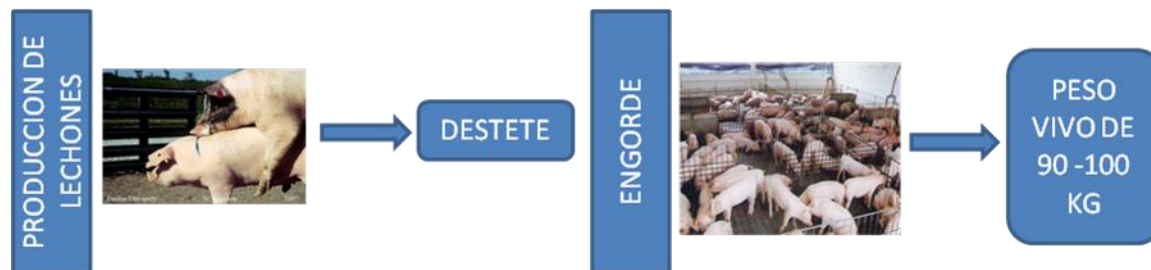 PRODUCCION DE
LECHONES
DESTETE
ENGORDE
PESO
VIVO DE
90 -100
KG